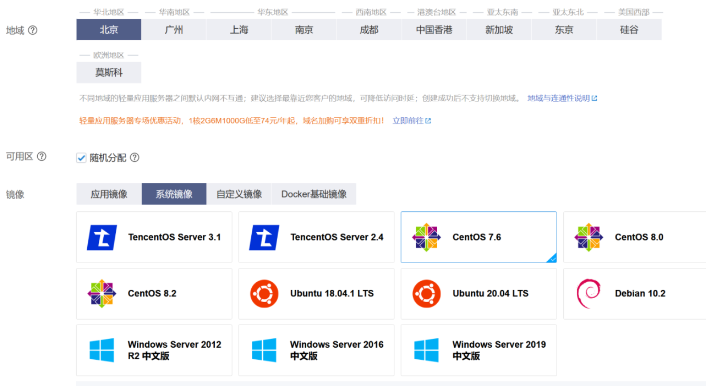 华北地区 华南地区 华东地区 西南地区 港澳台地区 亚太东南 亚太东北 美国西部
地域 北京 广州 上海 南京 成都 中国香港 新加坡 东京 硅谷
欧洲地区
莫斯科
不同地域的轻量应用服务器之间默认内网不互通；建议选择最靠近您客户的地域，可降低访问时延；创建成功后不支持切换地域。 地域与连通性说明
轻量应用服务器专场优惠活动，1核2G6M1000G低至74元/年起，域名加购可享双重折扣！ 立即前往
可用区 随机分配
镜像 应用镜像 系统镜像 自定义镜像 Docker基础镜像
TencentOS Server 3.1 TencentOS Server 2.4 CentOS 7.6 CentOS 8.0
CentOS 8.2 Ubuntu 18.04.1 LTS Ubuntu 20.04 LTS Debian 10.2
Windows Server 2012 Windows Server 2016 Windows Server 2019
R2 中文版 中文版 中文版